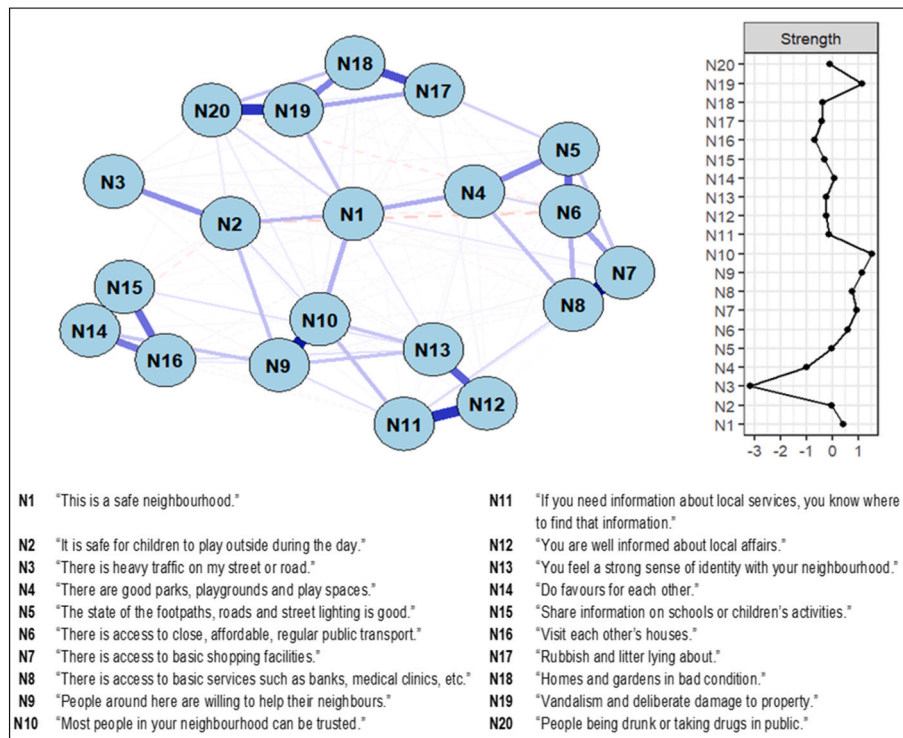 N18
N17
N20
N19
N5
N3
N4
N2
N1
N6
N7
N15
N8
N10
N14
N13
N16
N9
N12
N11
Strength
N20
N19
N18
N17
N16
N15
N14
N13
N12
N11
N10
N9
N8
N7
N6
N5
N4
N3
N2
N1
-3 -2 -1 0 1
N1 “This is a safe neighbourhood.”
N2 “It is safe for children to play outside during the day.”
N3 “There is heavy traffic on my street or road.”
N4 “There are good parks, playgrounds and play spaces.”
N5 “The state of the footpaths, roads and street lighting is good.”
N6 “There is access to close, affordable, regular public transport.”
N7 “There is access to basic shopping facilities.”
N8 “There is access to basic services such as banks, medical clinics, etc.”
N9 “People around here are willing to help their neighbours.”
N10 “Most people in your neighbourhood can be trusted.”
N11 “If you need information about local services, you know where
to find that information.”
N12 “You are well informed about local affairs.”
N13 “You feel a strong sense of identity with your neighbourhood.”
N14 “Do favours for each other.”
N15 “Share information on schools or children’s activities.”
N16 “Visit each other’s houses.”
N17 “Rubbish and litter lying about.”
N18 “Homes and gardens in bad condition.”
N19 “Vandalism and deliberate damage to property.”
N20 “People being drunk or taking drugs in public.”